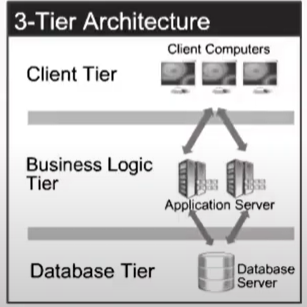 3-Tier Architecture
Client Computers
Client Tier
Business Logic
Tier
Application Server
Database Tier
Database
Server